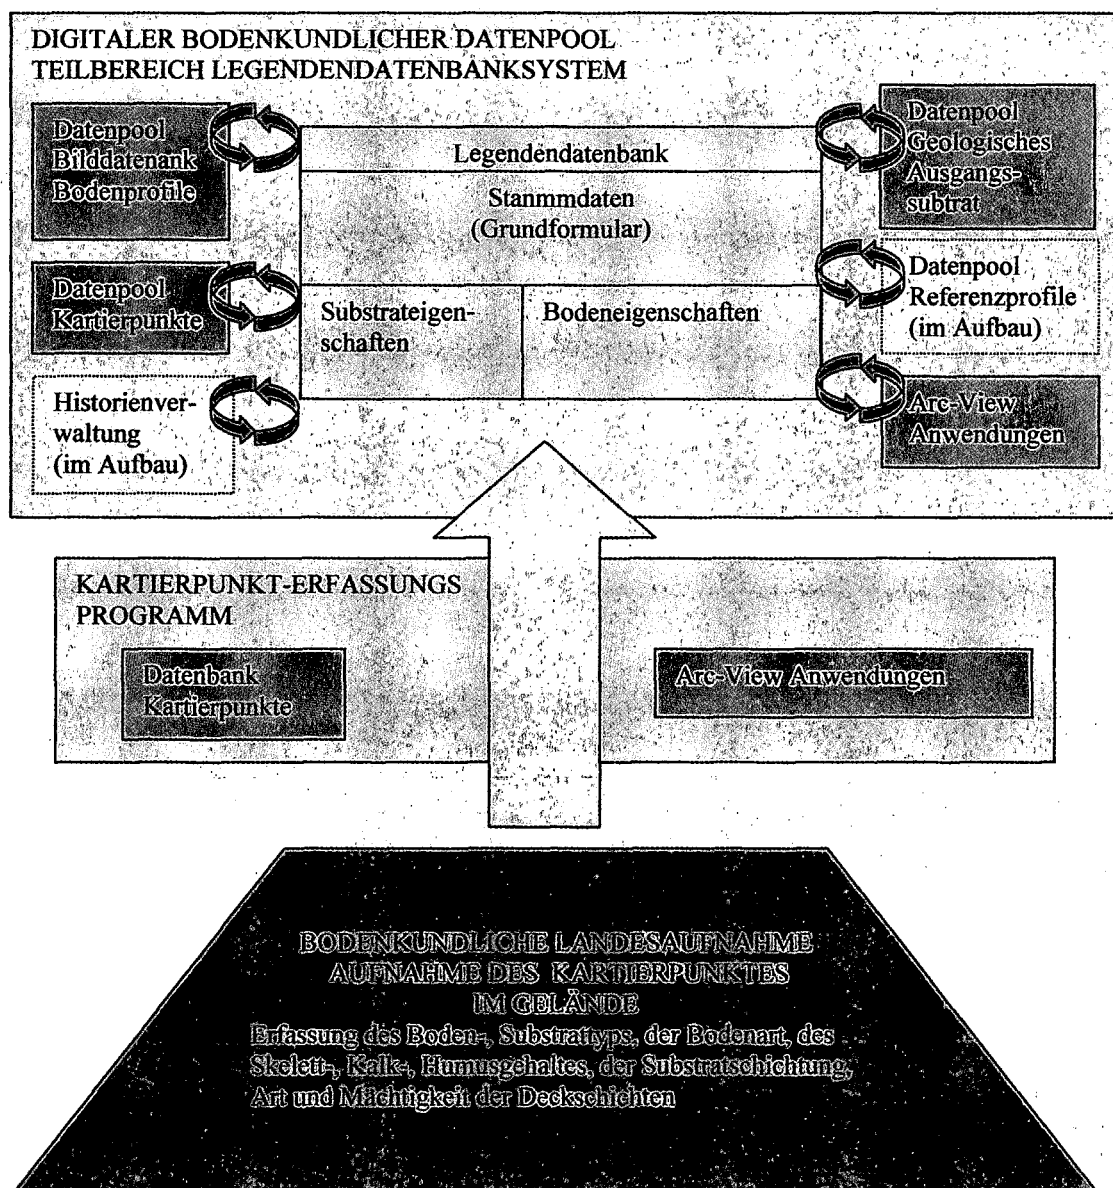 DIGITALER BODENKUNDLICHER DATENPOOL
TEILBEREICH LEGENDENDATENBANKSYSTEM
Datenpool
Bilddatenank
Bodenprofile
Datenpool
Kartierpunkte
Historienver-
waltung
(im Aufbau)
Legendendatenbank
Stanmmdaten
(Grundformular)
Substrateigen-
schaften
Bodeneigenschaften
Datenpool
Geologisches
Ausgangs-
subtrat
Datenpool
Referenzprofile
(im Aufbau)
Arc-View
Anwendungen
KARTIERPUNKT-ERFASSUNGS
PROGRAMM
Datenbank
Kartierpunkte
Arc-View Anwendungen
BODENKUNDLICHE LANDESAUFNAHME
AUFNAHME DES KARTIERPUNKTES
IM GELÄNDE
Erfassung des Boden-, Substrattyps, der Bodenart, des
Skelett-, Kalk-, Humusgehaltes, der Substratschichtung,
Art und Mächtigkeit der Deckschichten